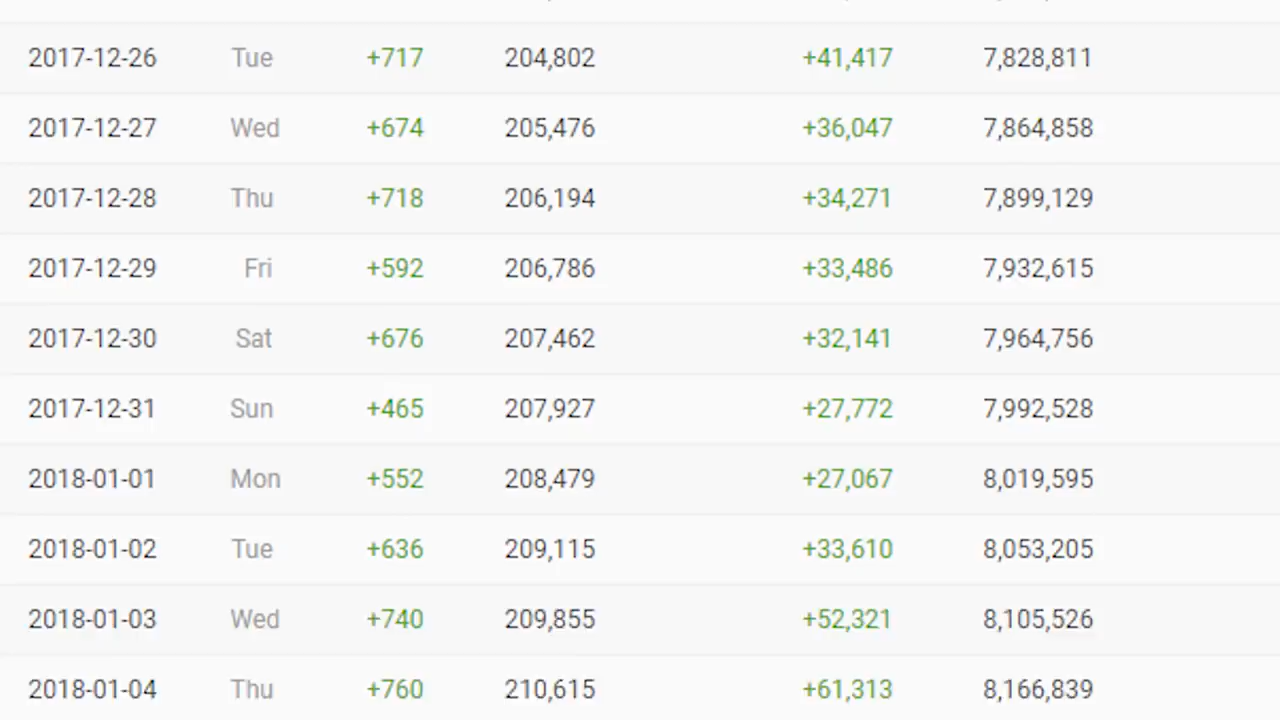 2017-12-26 Tue +717 204,802 +41,417 7,828,811
2017-12-27 Wed +674 205,476 +36,047 7,864,858
2017-12-28 Thu +718 206,194 +34,271 7,899,129
2017-12-29 Fri +592 206,786 +33,486 7,932,615
2017-12-30 Sat +676 207,462 +32,141 7,964,756
2017-12-31 Sun +465 207,927 +27,772 7,992,528
2018-01-01 Mon +552 208,479 +27,067 8,019,595
2018-01-02 Tue +636 209,115 +33,610 8,053,205
2018-01-03 Wed +740 209,855 +52,321 8,105,526
2018-01-04 Thu +760 210,615 +61,313 8,166,839